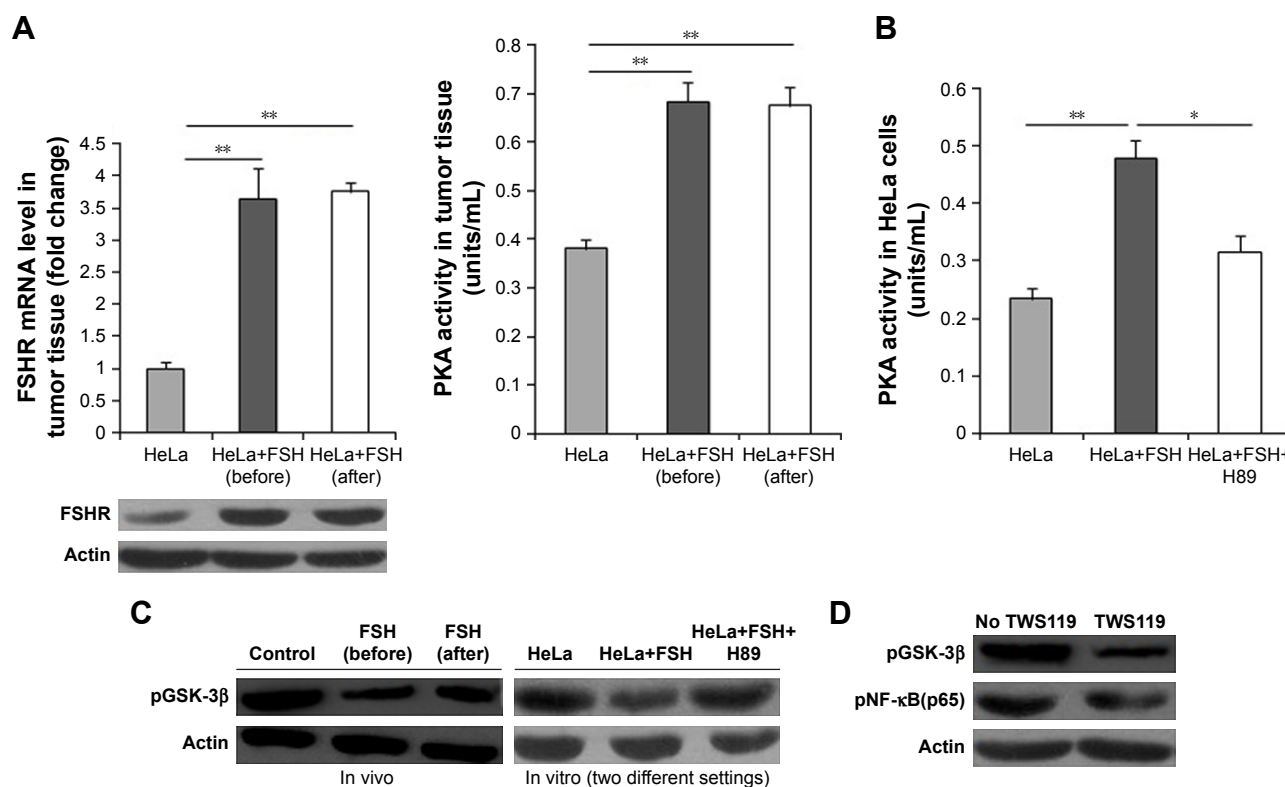 A
FSHR mRNA level in
tumor tissue (fold change)
4.5
4
3.5
3
2.5
2
1.5
1
0.5
0
**
**
HeLa
HeLa+FSH
(before)
HeLa+FSH
(after)
FSHR
Actin
PKA activity in tumor tissue
(units/mL)
0.8
0.7
0.6
0.5
0.4
0.3
0.2
0.1
0
**
**
HeLa
HeLa+FSH
(before)
HeLa+FSH
(after)
B
PKA activity in HeLa cells
(units/mL)
0.6
0.5
0.4
0.3
0.2
0.1
0
**
*
HeLa
HeLa+FSH
HeLa+FSH+
H89
C
Control
FSH
(before)
FSH
(after)
HeLa
HeLa+FSH
HeLa+FSH+
H89
pGSK-3β
Actin
In vivo
In vitro (two different settings)
D
No TWS119
TWS119
pGSK-3β
pNF-κB(p65)
Actin